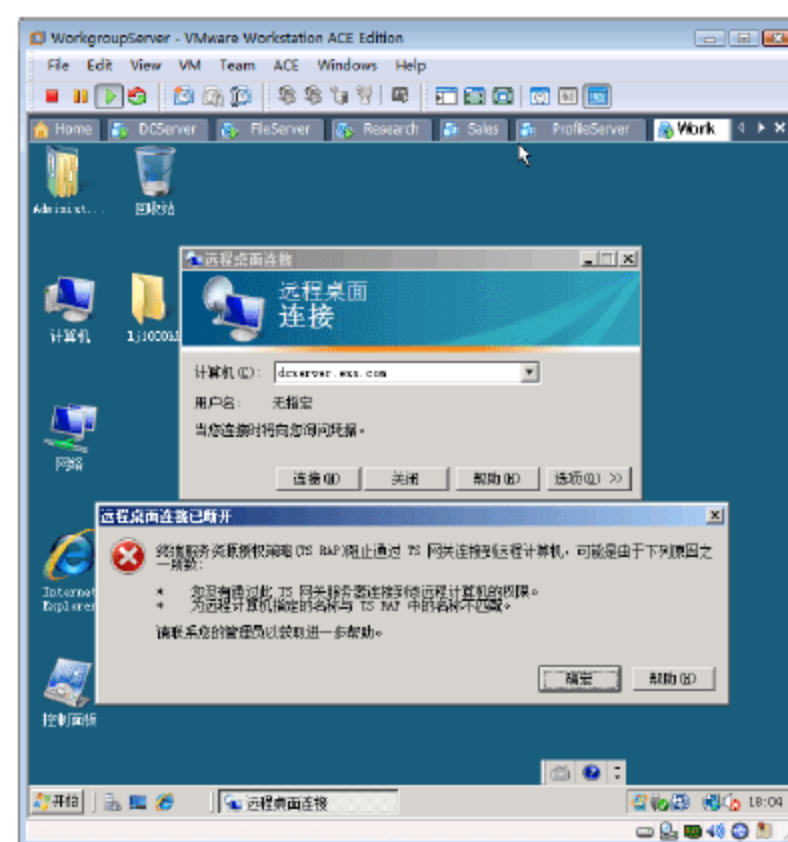 WorkgroupServer - VMware Workstation ACE Edition
File Edit View VM Team ACE Windows Help
Home DCServer FileServer Research Sales ProfileServer Work
Administ... 回收站
远程桌面连接
远程桌面
连接
计算机 1j1000
计算机(C): dcserver.ess.com
用户名: 无指定
当您连接时将向您询问凭据。
网络
连接(N) 关闭 帮助(H) 选项(O) >>
远程桌面连接已断开
终端服务资源授权策略(TS RAP)阻止通过 TS 网关连接到远程计算机，可能是由于下列原因之
一所致:
* 您没有通过此 TS 网关服务器连接到该远程计算机的权限。
* 为远程计算机指定的名称与 TS RAP 中的名称不匹配。
Internet
Explorer
请联系您的管理员以获取进一步帮助。
确定 帮助(H)
控制面板
开始 远程桌面连接 18:04